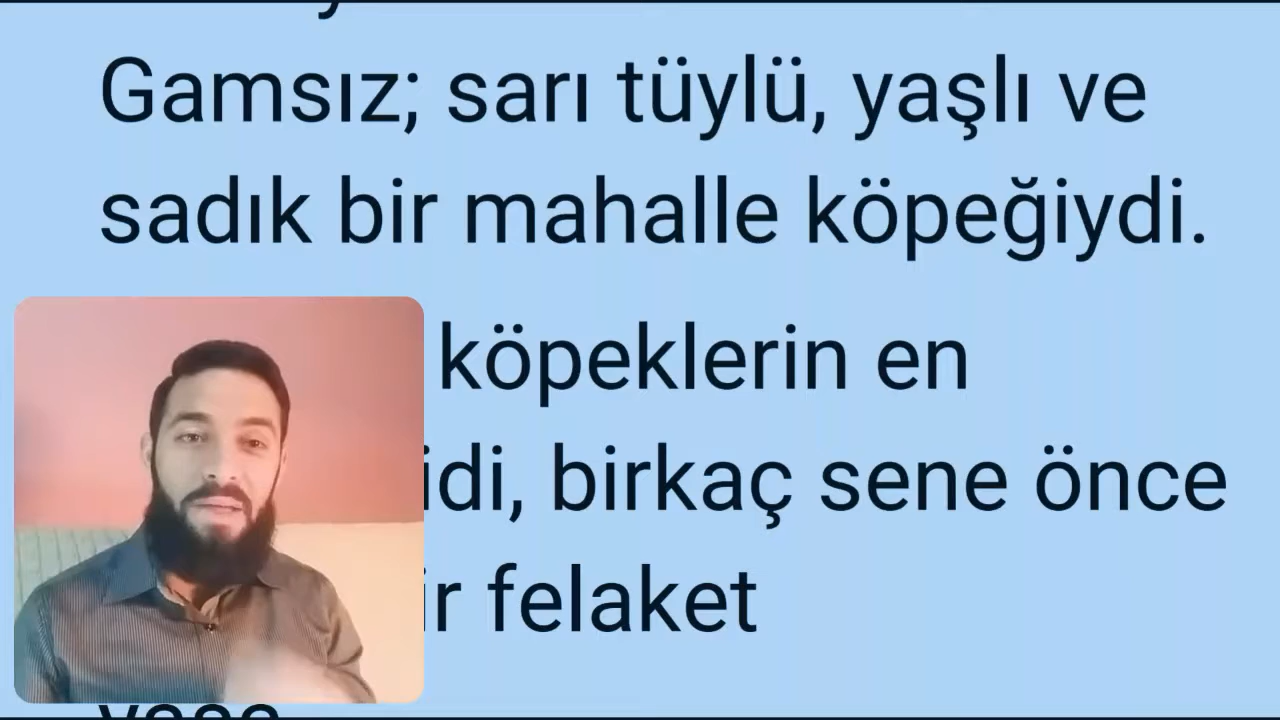 Gamsız; sarı tüylü, yaşlı ve
sadık bir mahalle köpeğiydi.
köpeklerin en
idi, birkaç sene önce
ir felaket